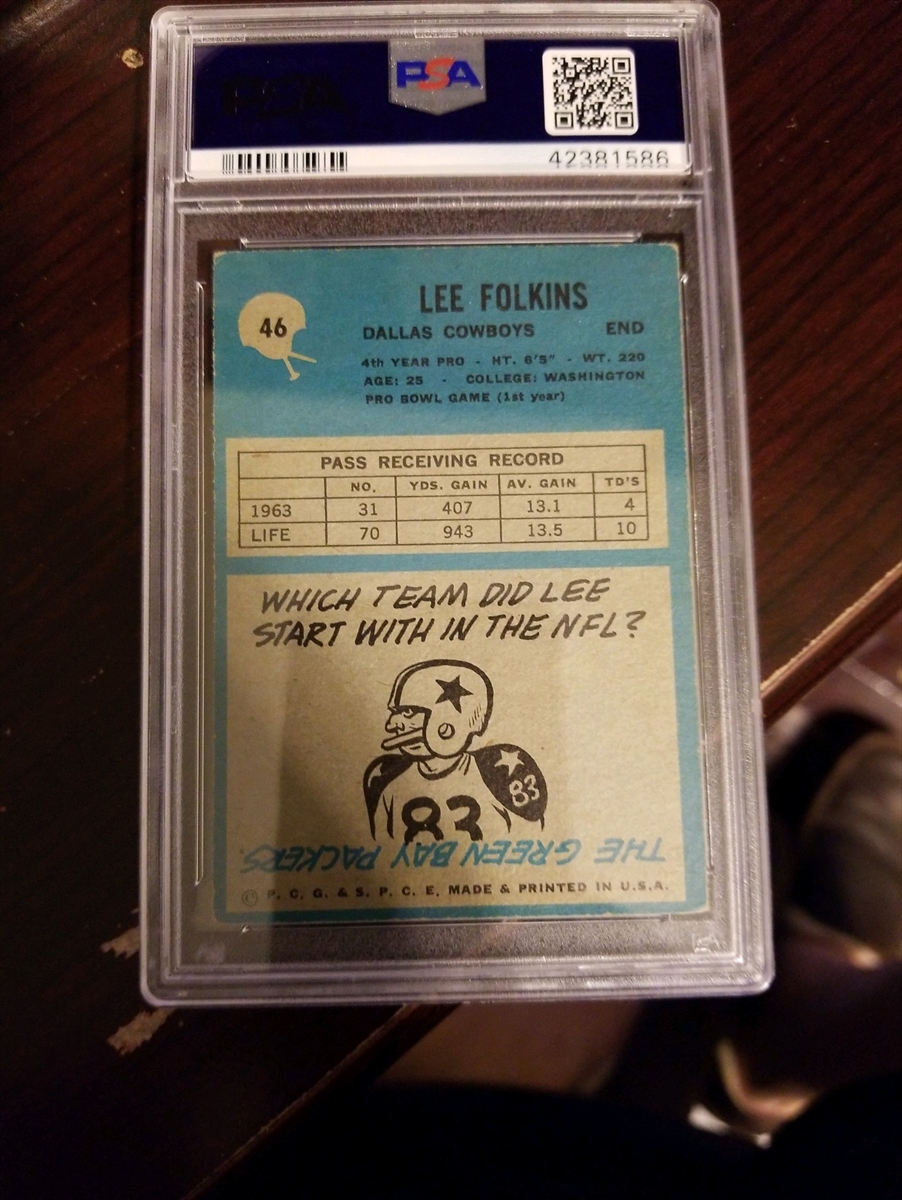 PSA
PSA
42381586
46
LEE FOLKINS
DALLAS COWBOYS END
4th YEAR PRO - HT. 6'5" - WT. 220
AGE: 25 - COLLEGE: WASHINGTON
PRO BOWL GAME (1st year)
PASS RECEIVING RECORD
NO. YDS. GAIN AV. GAIN TD'S
1963 31 407 13.1 4
LIFE 70 943 13.5 10
WHICH TEAM DID LEE
START WITH IN THE NFL?
83
83
THE GREEN BAY PACKERS.
© P. C. G. & S. P. C. E. MADE & PRINTED IN U.S.A.